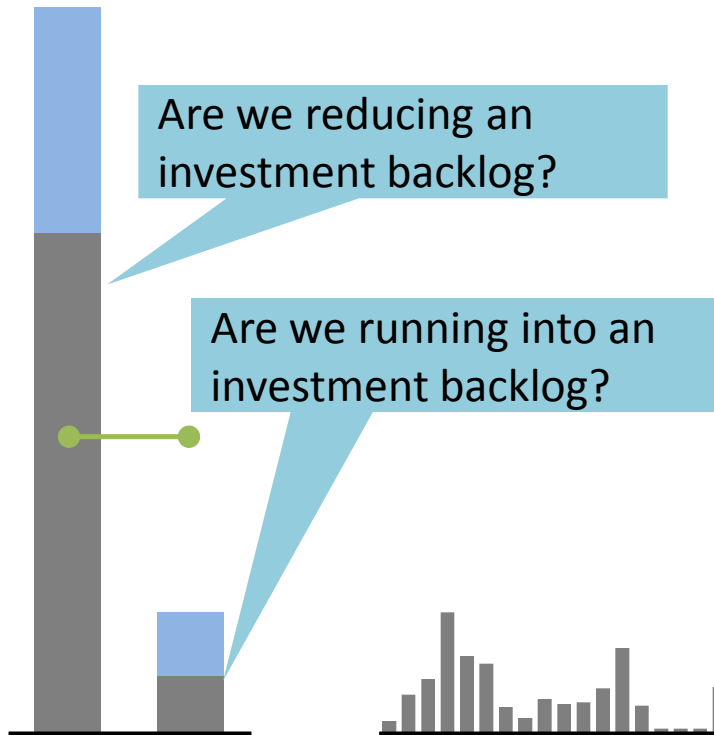 Are we reducing an
investment backlog?
Are we running into an
investment backlog?